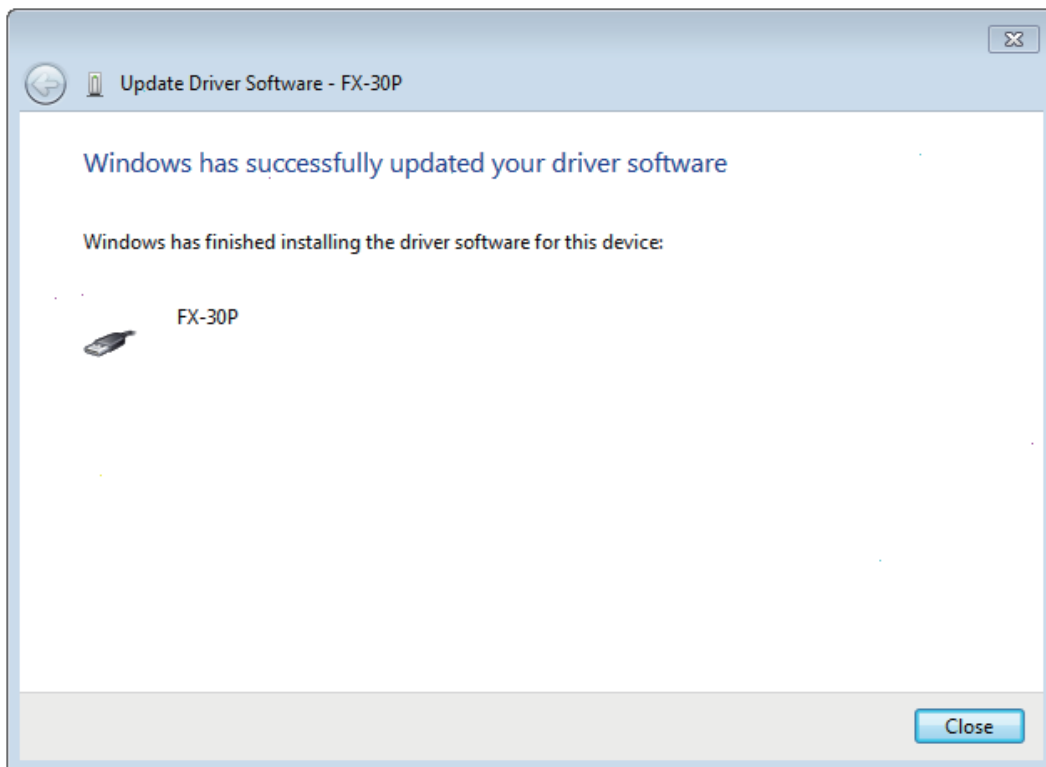 Update Driver Software - FX-30P
Windows has successfully updated your driver software
Windows has finished installing the driver software for this device:
FX-30P
Close